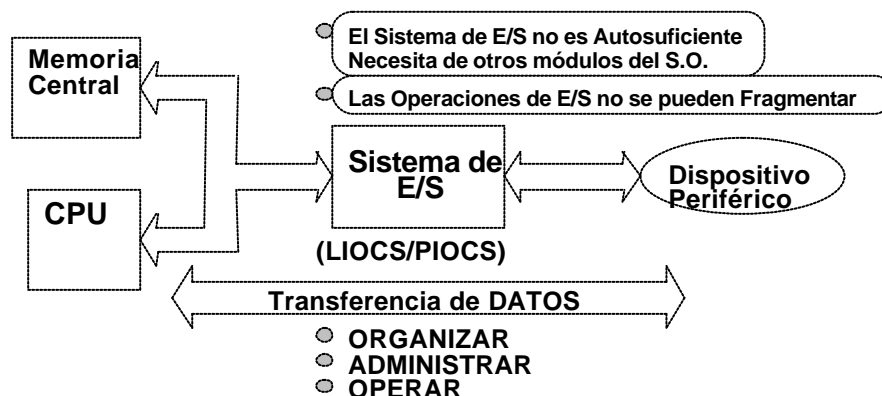 El Sistema de E/S no es Autosuficiente
Necesita de otros módulos del S.O.
Las Operaciones de E/S no se pueden Fragmentar
Memoria
Central
CPU
Sistema de
E/S
(LIOCS/PIOCS)
Dispositivo
Periférico
Transferencia de DATOS
ORGANIZAR
ADMINISTRAR
OPERAR